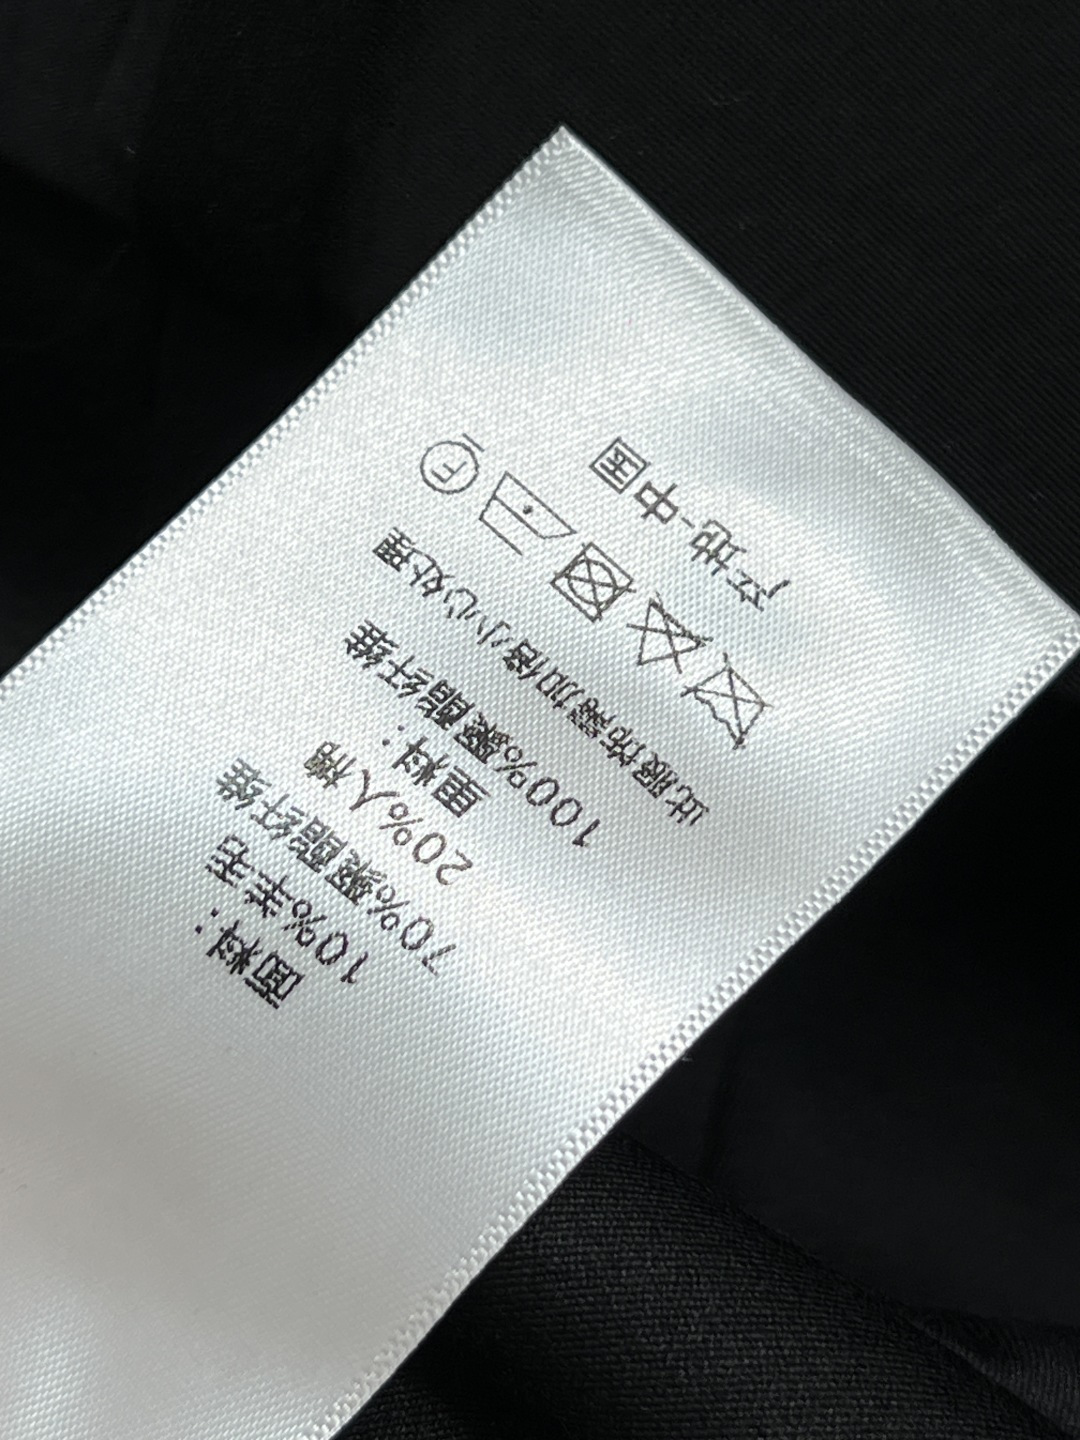 面料：
10%羊毛
70%聚酯纤维
20%人棉
里料：
100%聚酯纤维
此服饰需加倍小心处理
F
产地-中国